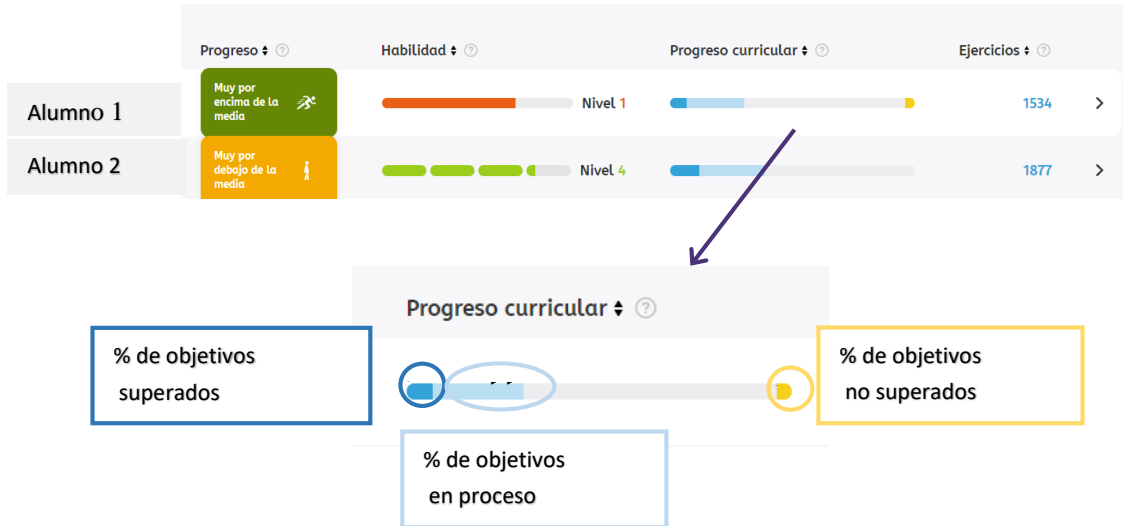 Progreso
Habilidad
Progreso curricular
Ejercicios
Alumno 1
Muy por
encima de la
media
Nivel 1
1534
Alumno 2
Muy por
debajo de la
media
Nivel 4
1877
Progreso curricular
% de objetivos
superados
% de objetivos
no superados
% de objetivos
en proceso